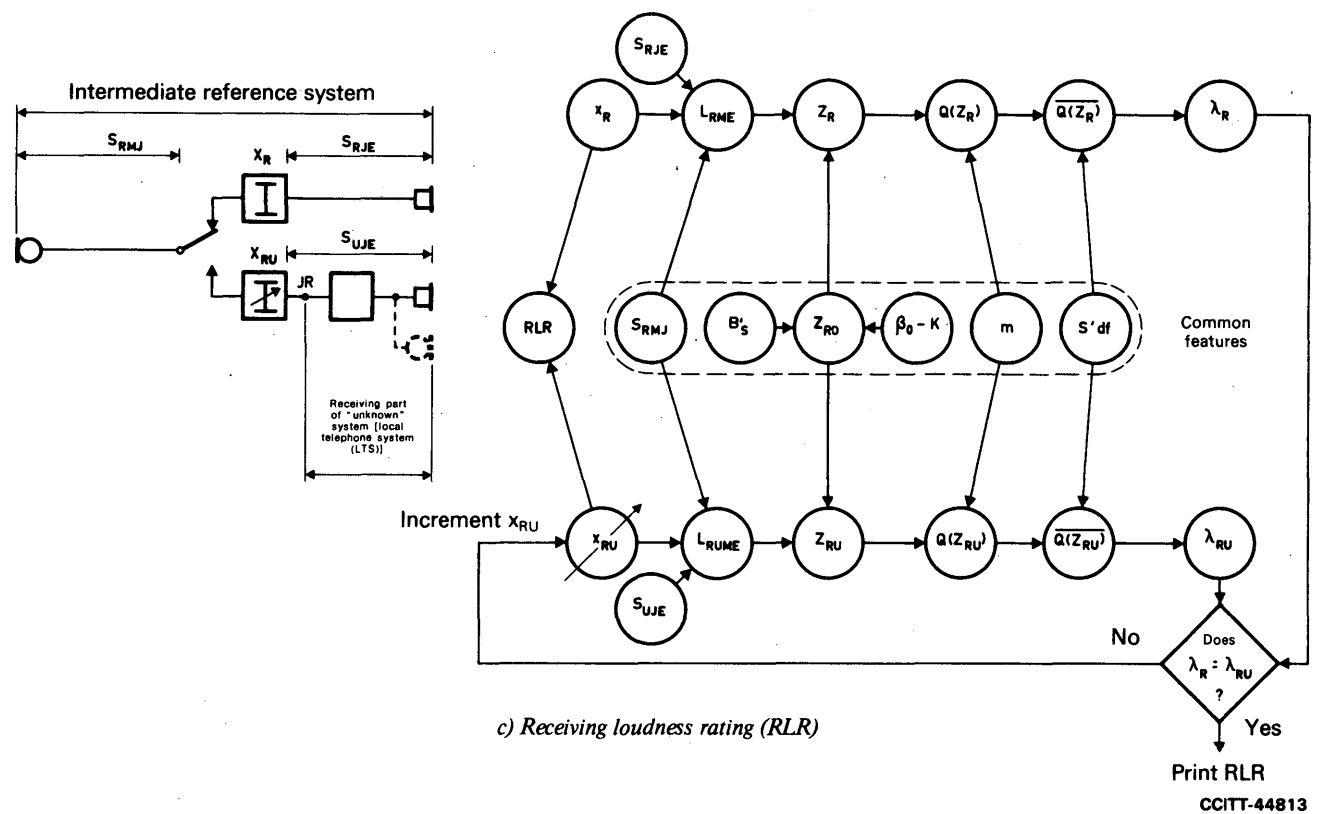 Intermediate reference system
S_RMJ
X_R
S_RJE
X_RU
S_UJE
JR
Receiving part
of "unknown"
system [local
telephone system
(LTS)]
S_RJE
x_R
L_RME
Z_R
Q(Z_R)
Q(Z_R)
λ_R
RLR
S_RMJ
B'_S
Z_RO
β_0 – K
m
S'df
Common
features
Increment x_RU
x_RU
L_RUME
Z_RU
Q(Z_RU)
Q(Z_RU)
λ_RU
S_UJE
No
Does
λ_R = λ_RU
?
Yes
Print RLR
c) Receiving loudness rating (RLR)
CCITT-44813